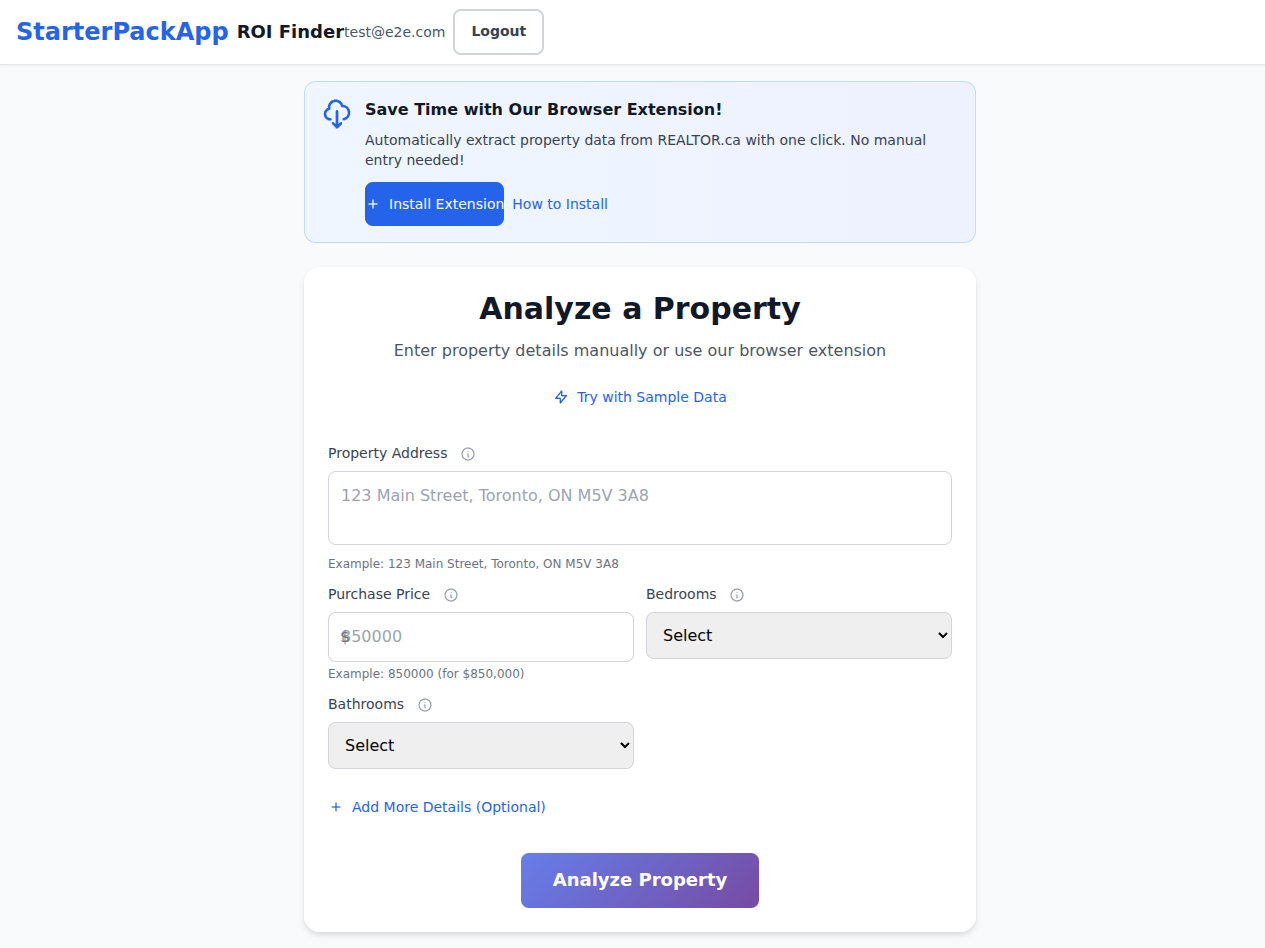 StarterPackApp ROI Finder test@e2e.com Logout
Save Time with Our Browser Extension!
Automatically extract property data from REALTOR.ca with one click. No manual
entry needed!
+ Install Extension How to Install
Analyze a Property
Enter property details manually or use our browser extension
Try with Sample Data
Property Address
123 Main Street, Toronto, ON M5V 3A8
Example: 123 Main Street, Toronto, ON M5V 3A8
Purchase Price Bedrooms
$ 850000 Select
Example: 850000 (for $850,000)
Bathrooms
Select
+ Add More Details (Optional)
Analyze Property